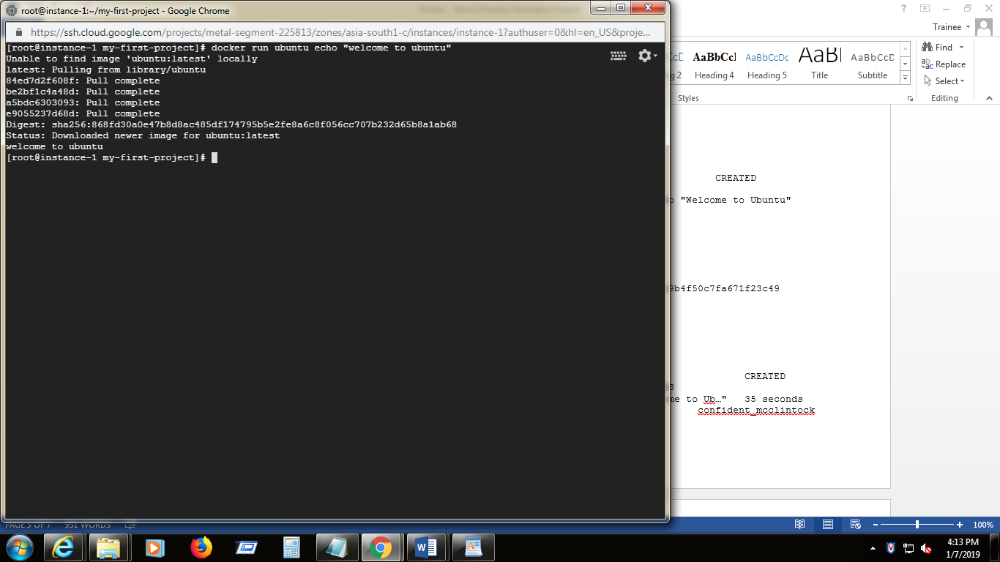 root@instance-1:~/my-first-project - Google Chrome
https://ssh.cloud.google.com/projects/metal-segment-225813/zones/asia-south1-c/instances/instance-1?authuser=0&hl=en_US&proje...
[root@instance-1 my-first-project]# docker run ubuntu echo "welcome to ubuntu"
Unable to find image 'ubuntu:latest' locally
latest: Pulling from library/ubuntu
84ed7d2f608f: Pull complete
be2bf1c4a48d: Pull complete
a5bdc6303093: Pull complete
e9055237d68d: Pull complete
Digest: sha256:868fd30a0e47b8d8ac485df174795b5e2fe8a6c8f056cc707b232d65b8a1ab68
Status: Downloaded newer image for ubuntu:latest
welcome to ubuntu
[root@instance-1 my-first-project]#
Trainee
AaBbCcI AaBbCcDc AaBl AaBbCcD
g 2 Heading 4 Heading 5 Title Subtitle
Styles
Find
Replace
Select
Editing
CREATED
"Welcome to Ubuntu"
9b4f50c7fa671f23c49
CREATED
S
me to Ub…" 35 seconds
confident_mcclintock
PAGE 5 OF 7 931 WORDS
100%
4:13 PM
1/7/2019